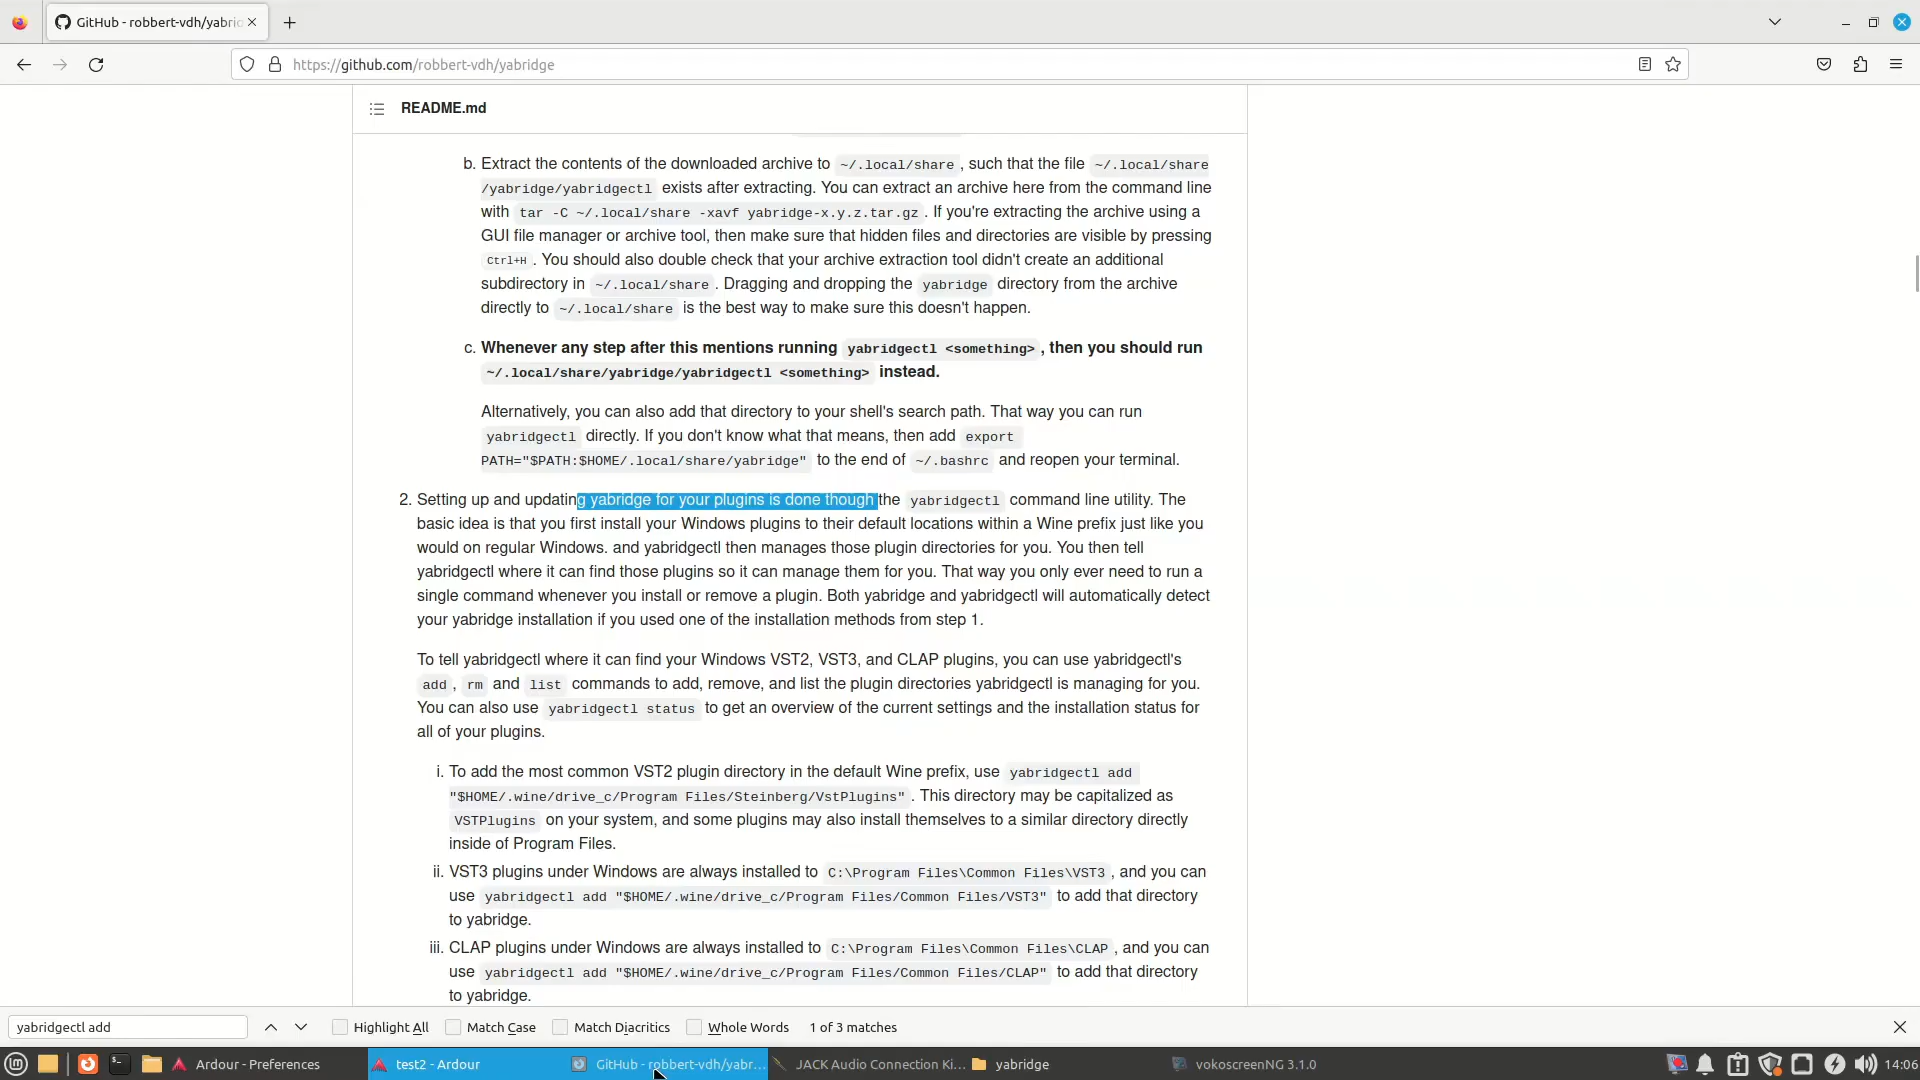 GitHub - robbert-vdh/yabrid
https://github.com/robbert-vdh/yabridge
README.md
b. Extract the contents of the downloaded archive to ~/.local/share , such that the file ~/.local/share
/yabridge/yabridgectl exists after extracting. You can extract an archive here from the command line
with tar -C ~/.local/share -xavf yabridge-x.y.z.tar.gz . If you're extracting the archive using a
GUI file manager or archive tool, then make sure that hidden files and directories are visible by pressing
Ctrl+H . You should also double check that your archive extraction tool didn't create an additional
subdirectory in ~/.local/share . Dragging and dropping the yabridge directory from the archive
directly to ~/.local/share is the best way to make sure this doesn't happen.
c. Whenever any step after this mentions running yabridgectl <something> , then you should run
~/.local/share/yabridge/yabridgectl <something> instead.
Alternatively, you can also add that directory to your shell's search path. That way you can run
yabridgectl directly. If you don't know what that means, then add export
PATH="$PATH:$HOME/.local/share/yabridge" to the end of ~/.bashrc and reopen your terminal.
2. Setting up and updating yabridge for your plugins is done though the yabridgectl command line utility. The
basic idea is that you first install your Windows plugins to their default locations within a Wine prefix just like you
would on regular Windows. and yabridgectl then manages those plugin directories for you. You then tell
yabridgectl where it can find those plugins so it can manage them for you. That way you only ever need to run a
single command whenever you install or remove a plugin. Both yabridge and yabridgectl will automatically detect
your yabridge installation if you used one of the installation methods from step 1.
To tell yabridgectl where it can find your Windows VST2, VST3, and CLAP plugins, you can use yabridgectl's
add , rm and list commands to add, remove, and list the plugin directories yabridgectl is managing for you.
You can also use yabridgectl status to get an overview of the current settings and the installation status for
all of your plugins.
i. To add the most common VST2 plugin directory in the default Wine prefix, use yabridgectl add
"$HOME/.wine/drive_c/Program Files/Steinberg/VstPlugins" . This directory may be capitalized as
VSTPlugins on your system, and some plugins may also install themselves to a similar directory directly
inside of Program Files.
ii. VST3 plugins under Windows are always installed to C:\Program Files\Common Files\VST3 , and you can
use yabridgectl add "$HOME/.wine/drive_c/Program Files/Common Files/VST3" to add that directory
to yabridge.
iii. CLAP plugins under Windows are always installed to C:\Program Files\Common Files\CLAP , and you can
use yabridgectl add "$HOME/.wine/drive_c/Program Files/Common Files/CLAP" to add that directory
to yabridge.
yabridgectl add Highlight All Match Case Match Diacritics Whole Words 1 of 3 matches
Ardour - Preferences test2 - Ardour GitHub - robbert-vdh/yabr... JACK Audio Connection Ki... yabridge vokoscreenNG 3.1.0 14:06